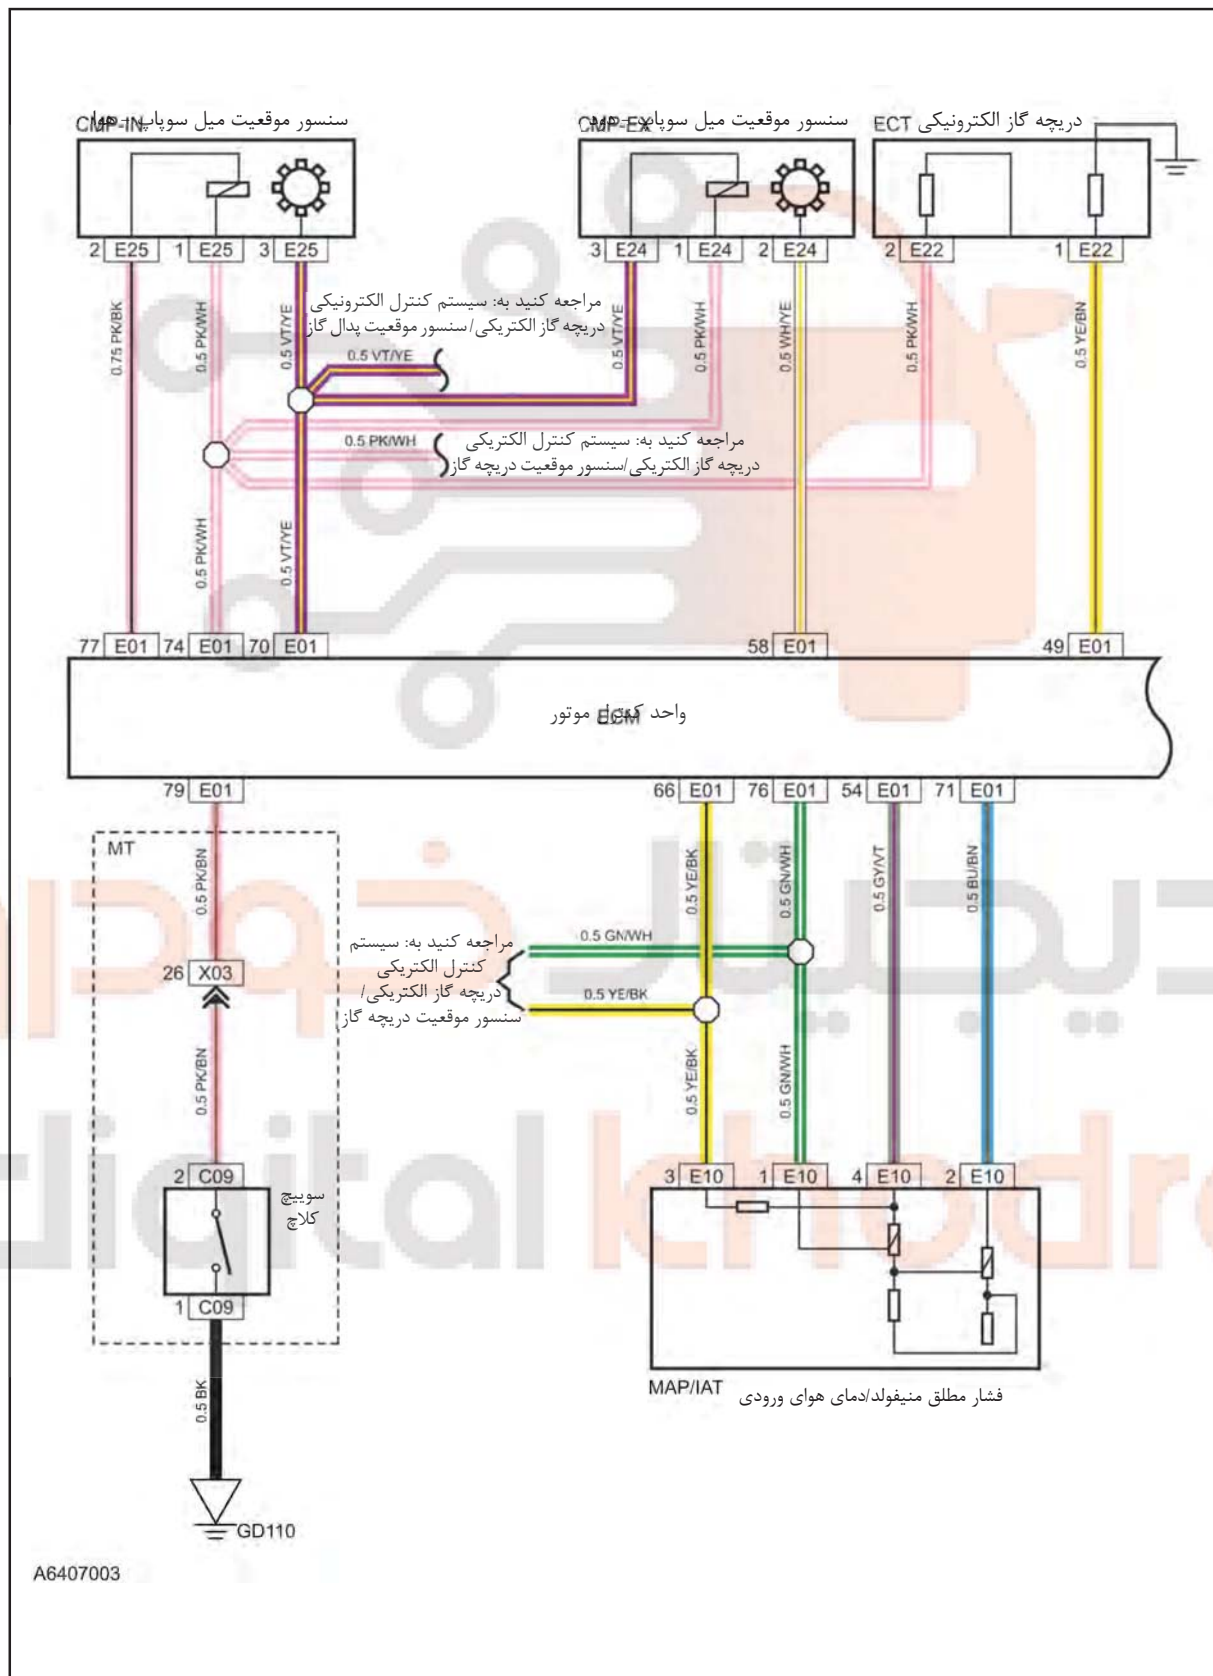 CMP-IN سنسور موقعیت میل سوپاپ
CMP-EX سنسور موقعیت میل سوپاپ
ECT دریچه گاز الکترونیکی
2 E25
1 E25
3 E25
3 E24
1 E24
2 E24
2 E22
1 E22
0.75 PK/BK
0.5 PK/WH
0.5 VT/YE
0.5 VT/YE
0.5 PK/WH
0.5 WH/YE
0.5 PK/WH
0.5 YE/BN
مراجعه کنید به: سیستم کنترل الکترونیکی
دریچه گاز الکتریکی/سنسور موقعیت پدال گاز
0.5 VT/YE
0.5 PK/WH
مراجعه کنید به: سیستم کنترل الکتریکی
دریچه گاز الکتریکی/سنسور موقعیت دریچه گاز
0.5 PK/WH
0.5 VT/YE
77 E01
74 E01
70 E01
58 E01
49 E01
واحد کنترل موتور
ECM
79 E01
66 E01
76 E01
54 E01
71 E01
MT
0.5 PK/BN
0.5 YE/BK
0.5 GN/WH
0.5 GY/VT
0.5 BU/BN
دیجیتال خودرو
0.5 GN/WH
مراجعه کنید به: سیستم
کنترل الکتریکی
دریچه گاز الکتریکی/
سنسور موقعیت دریچه گاز
0.5 YE/BK
26 X03
0.5 PK/BN
0.5 YE/BK
0.5 GN/WH
digital khodro
2 C09
3 E10
1 E10
4 E10
2 E10
سوییچ
کلاچ
1 C09
MAP/IAT فشار مطلق منیفولد/دمای هوای ورودی
0.5 BK
GD110
A6407003